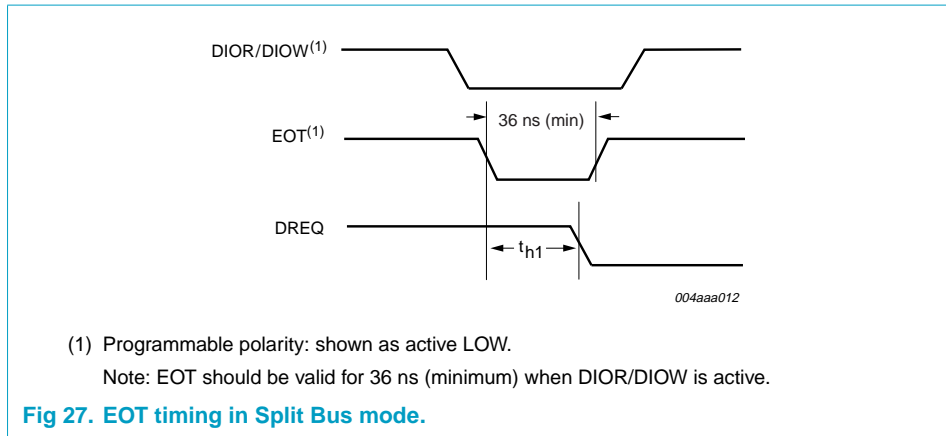 DIOR/DIOW(1)
36 ns (min)
EOT(1)
DREQ
th1
004aaa012
(1) Programmable polarity: shown as active LOW.
Note: EOT should be valid for 36 ns (minimum) when DIOR/DIOW is active.
Fig 27. EOT timing in Split Bus mode.